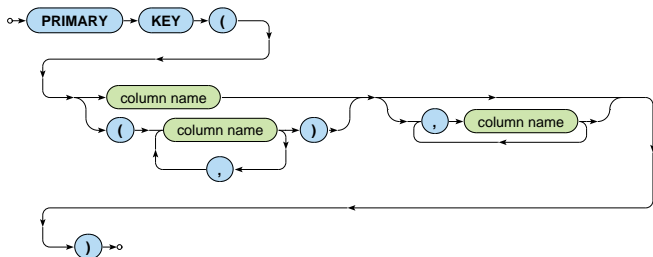 PRIMARY KEY (
column name
, column name
( column name )
,
)